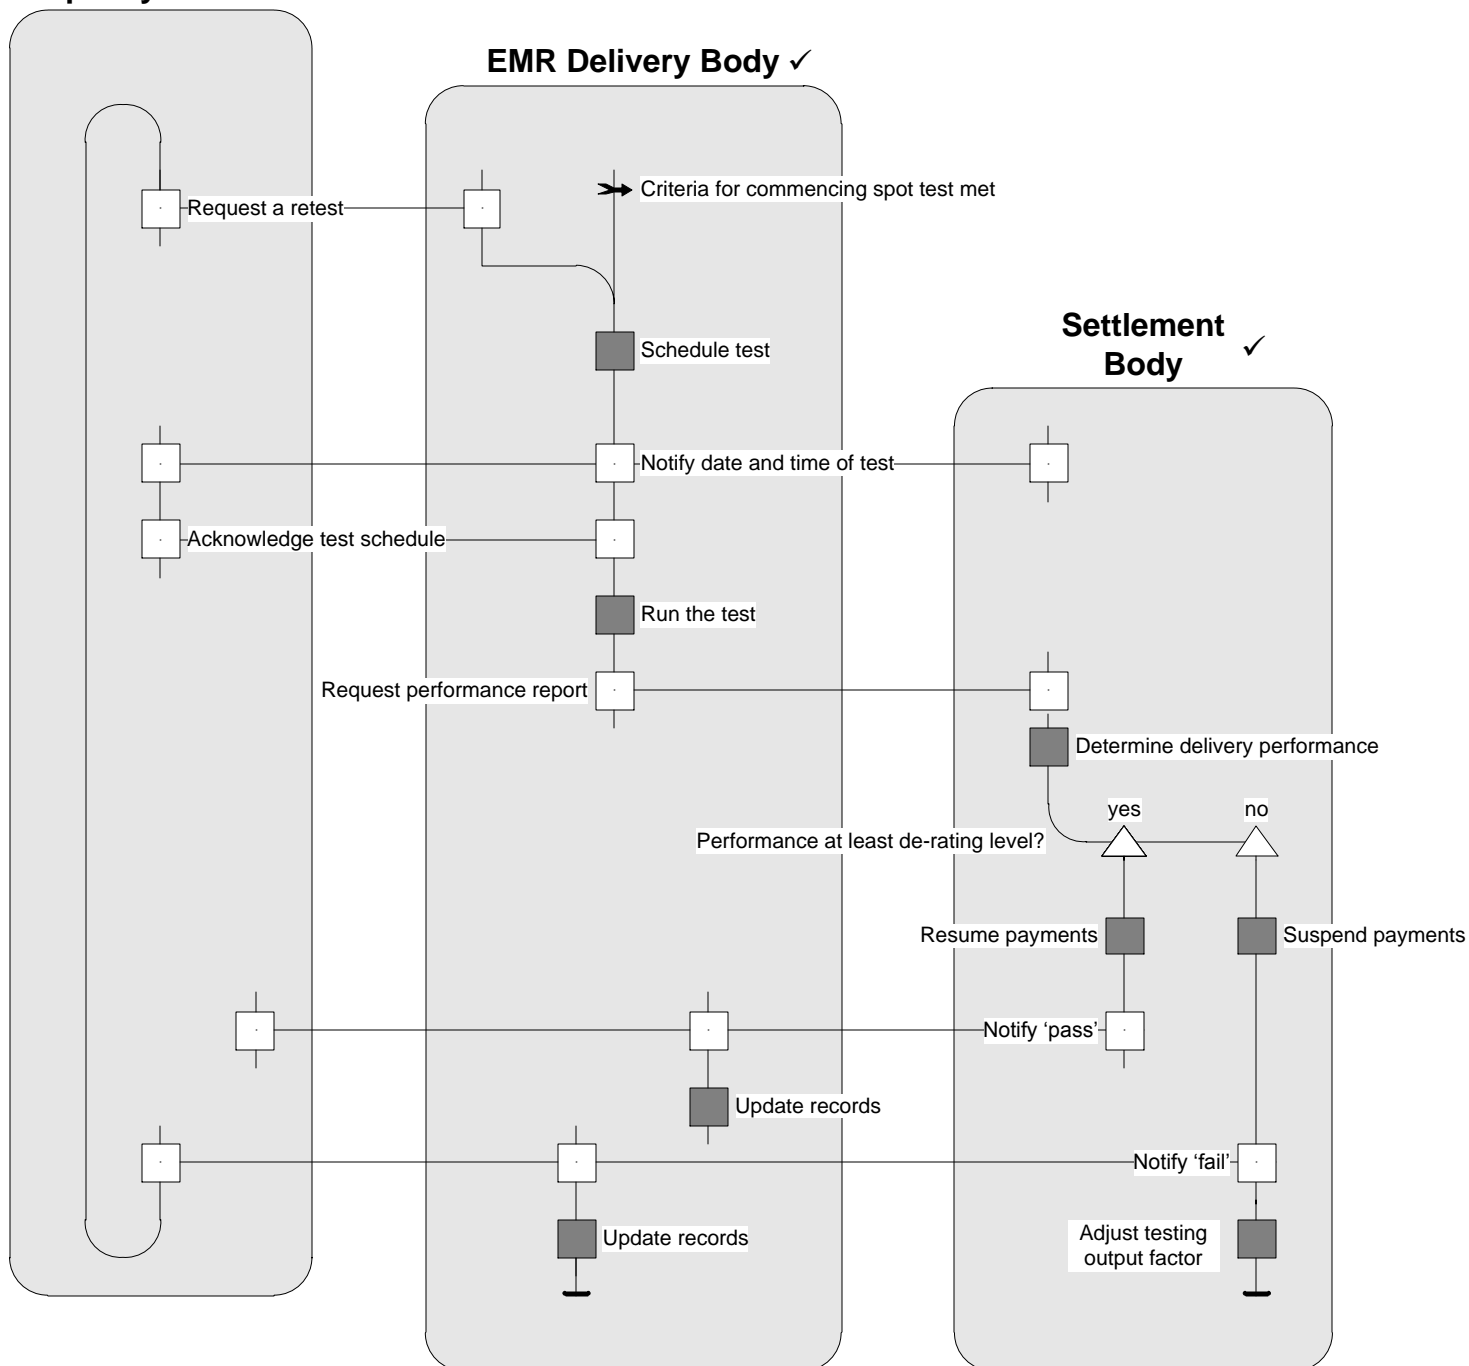 EMR Delivery Body ✓
Criteria for commencing spot test met
Request a retest
Settlement
Body ✓
Schedule test
Notify date and time of test
Acknowledge test schedule
Run the test
Request performance report
Determine delivery performance
yes
no
Performance at least de-rating level?
Resume payments
Suspend payments
Notify ‘pass’
Update records
Notify ‘fail’
Update records
Adjust testing
output factor